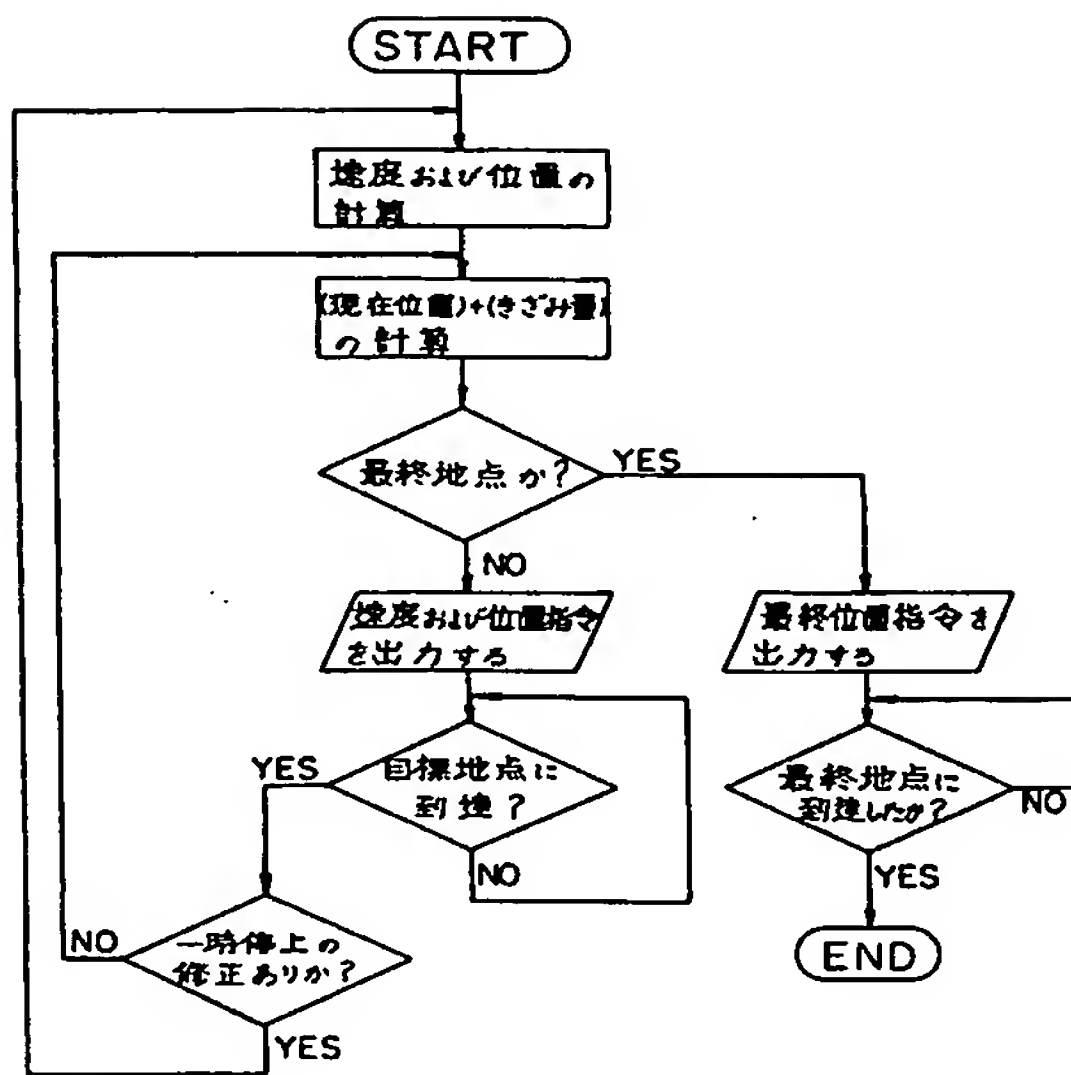 START
速度および位置の
計算
(現在位置)+(きざみ量)
の計算
最終地点か?
YES
NO
速度および位置指令
を出力する
最終位置指令を
出力する
目標地点に
到達?
YES
NO
最終地点に
到達したか?
NO
YES
一時停止の
修正ありか?
NO
YES
END